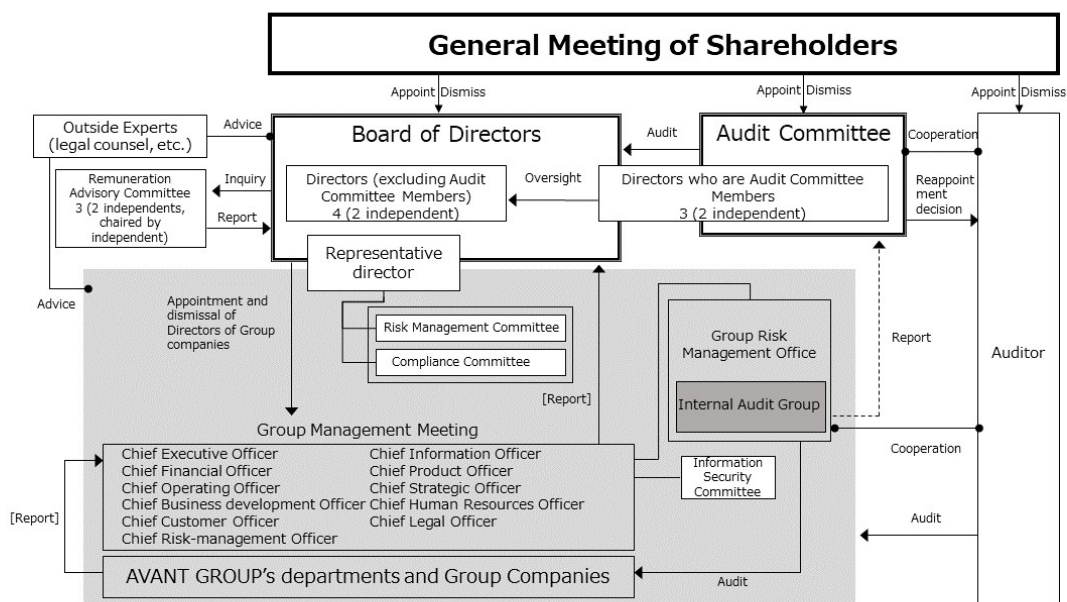 General Meeting of Shareholders
Appoint Dismiss
Appoint Dismiss
Appoint Dismiss
Outside Experts
(legal counsel, etc.)
Advice
Board of Directors
Audit
Audit Committee
Cooperation
Remuneration
Advisory Committee
3 (2 independents,
chaired by
independent)
Inquiry
Report
Directors (excluding Audit
Committee Members)
4 (2 independent)
Oversight
Directors who are Audit Committee
Members
3 (2 independent)
Reappoint
ment
decision
Representative
director
Advice
Appointment and
dismissal of
Directors of Group
companies
Risk Management Committee
Compliance Committee
Group Risk
Management Office
Internal Audit Group
Report
Auditor
[Report]
Group Management Meeting
Chief Executive Officer
Chief Financial Officer
Chief Operating Officer
Chief Business development Officer
Chief Customer Officer
Chief Risk-management Officer
Chief Information Officer
Chief Product Officer
Chief Strategic Officer
Chief Human Resources Officer
Chief Legal Officer
Information
Security
Committee
Cooperation
[Report]
Audit
AVANT GROUP's departments and Group Companies
Audit